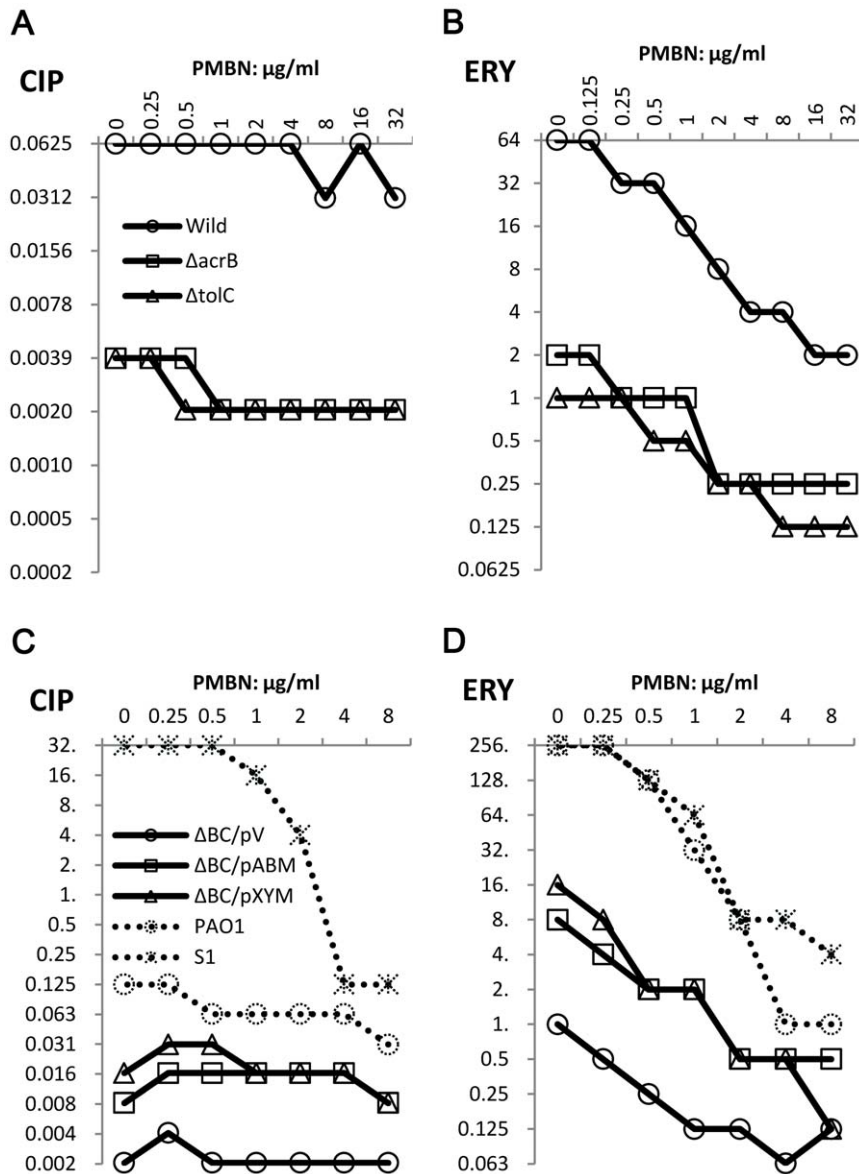 A
PMBN: µg/ml
CIP
0 0.25 0.5 1 2 4 8 16 32
0.0625
0.0312
0.0156
0.0078
0.0039
0.0020
0.0010
0.0005
0.0002
Wild
ΔacrB
ΔtolC
B
PMBN: µg/ml
ERY
0 0.125 0.25 0.5 1 2 4 8 16 32
64
32
16
8
4
2
1
0.5
0.25
0.125
0.0625
C
PMBN: µg/ml
CIP
0 0.25 0.5 1 2 4 8
32.
16.
8.
4.
2.
1.
0.5
0.25
0.125
0.063
0.031
0.016
0.008
0.004
0.002
ΔBC/pV
ΔBC/pABM
ΔBC/pXYM
PAO1
S1
D
PMBN: µg/ml
ERY
0 0.25 0.5 1 2 4 8
256.
128.
64.
32.
16.
8.
4.
2.
1.
0.5
0.25
0.125
0.063